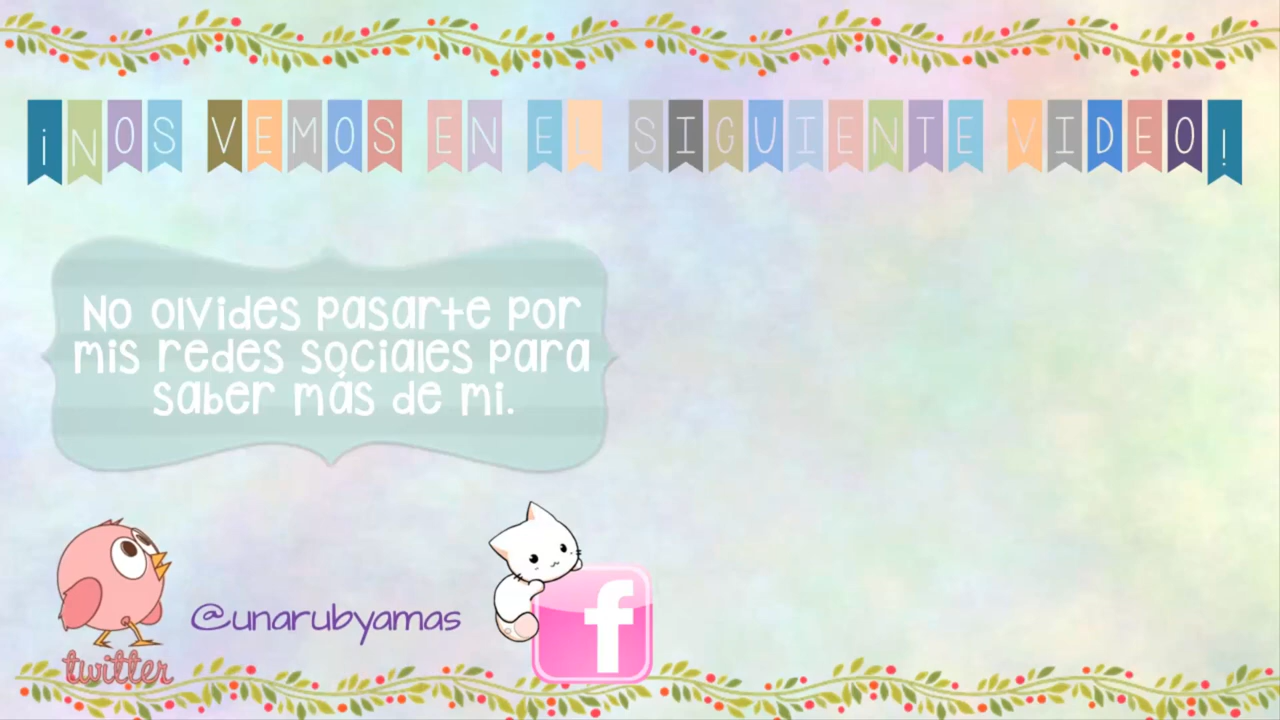 ¡NOS VEMOS EN EL SIGUIENTE VIDEO!
No olvides pasarte por
mis redes sociales para
saber más de mi.
@unarubyamas
twitter
f